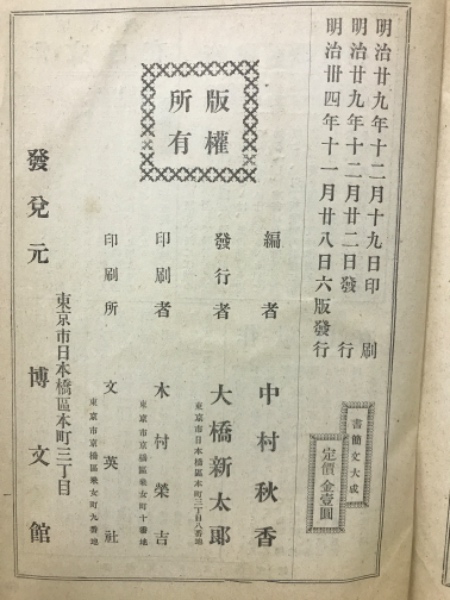 明治廿九年十二月十九日印刷
明治廿九年十二月廿二日發行
明治卅四年十一月廿八日六版發行
書簡文大成
定價金壹圓
版權
所有
編者 中村秋香
發行者 大橋新太郎
東京市日本橋區本町三丁目八番地
印刷者 木村榮吉
東京市京橋區采女町十番地
印刷所 文英社
東京市京橋區采女町九番地
發兌元 博文館
東京市日本橋區本町三丁目